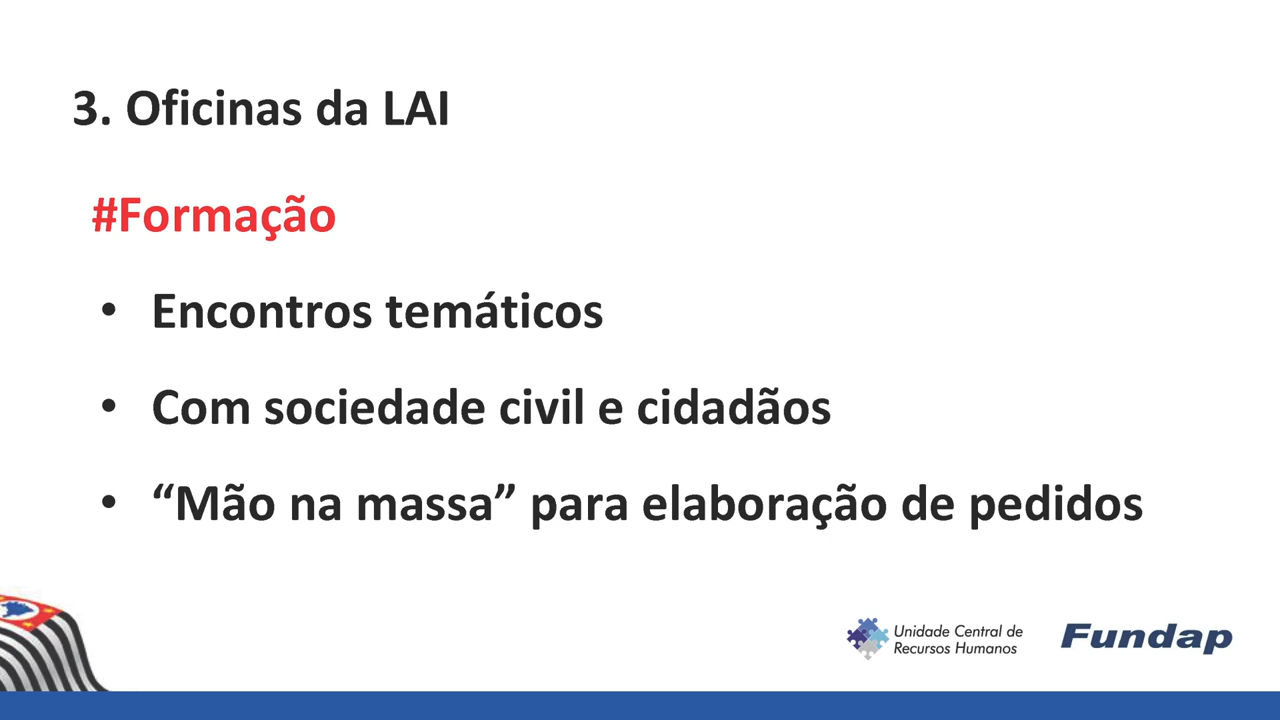 3. Oficinas da LAI
#Formação
• Encontros temáticos
• Com sociedade civil e cidadãos
• “Mão na massa” para elaboração de pedidos
Unidade Central de
Recursos Humanos
Fundap